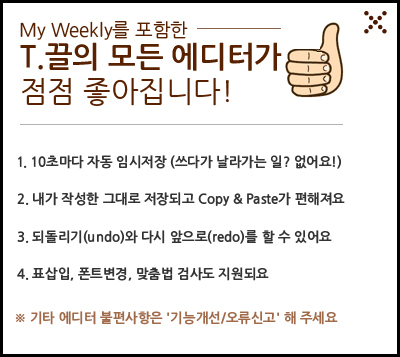 My Weekly를 포함한
T.끌의 모든 에디터가
점점 좋아집니다!
1. 10초마다 자동 임시저장 (쓰다가 날라가는 일? 없어요!)
2. 내가 작성한 그대로 저장되고 Copy & Paste가 편해져요
3. 되돌리기(undo)와 다시 앞으로(redo)를 할 수 있어요
4. 표삽입, 폰트변경, 맞춤법 검사도 지원되요
※ 기타 에디터 불편사항은 '기능개선/오류신고' 해 주세요